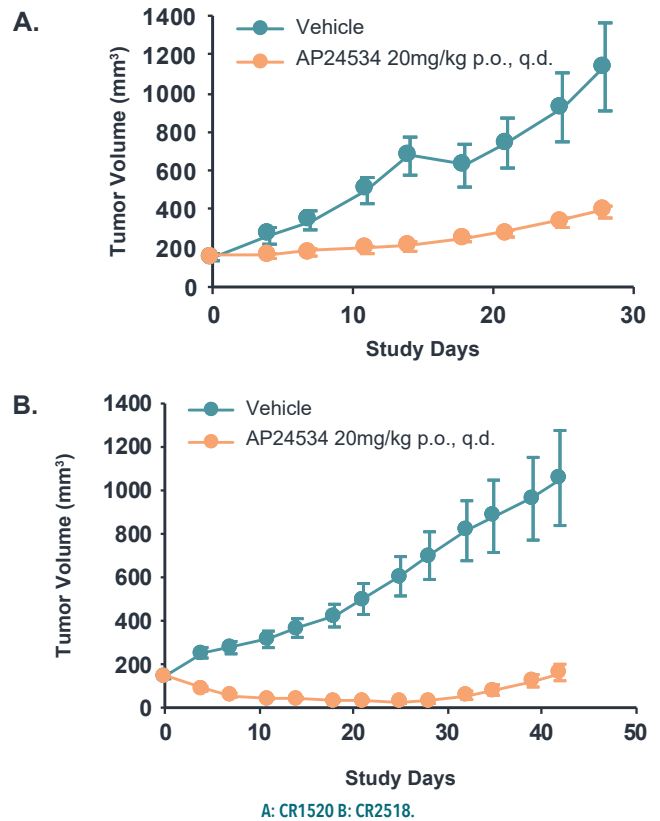 A.
Tumor Volume (mm³)
1400
1200
1000
800
600
400
200
0
Vehicle
AP24534 20mg/kg p.o., q.d.
0 10 20 30
Study Days
B.
Tumor Volume (mm³)
1400
1200
1000
800
600
400
200
0
Vehicle
AP24534 20mg/kg p.o., q.d.
0 10 20 30 40 50
Study Days
A: CR1520 B: CR2518.